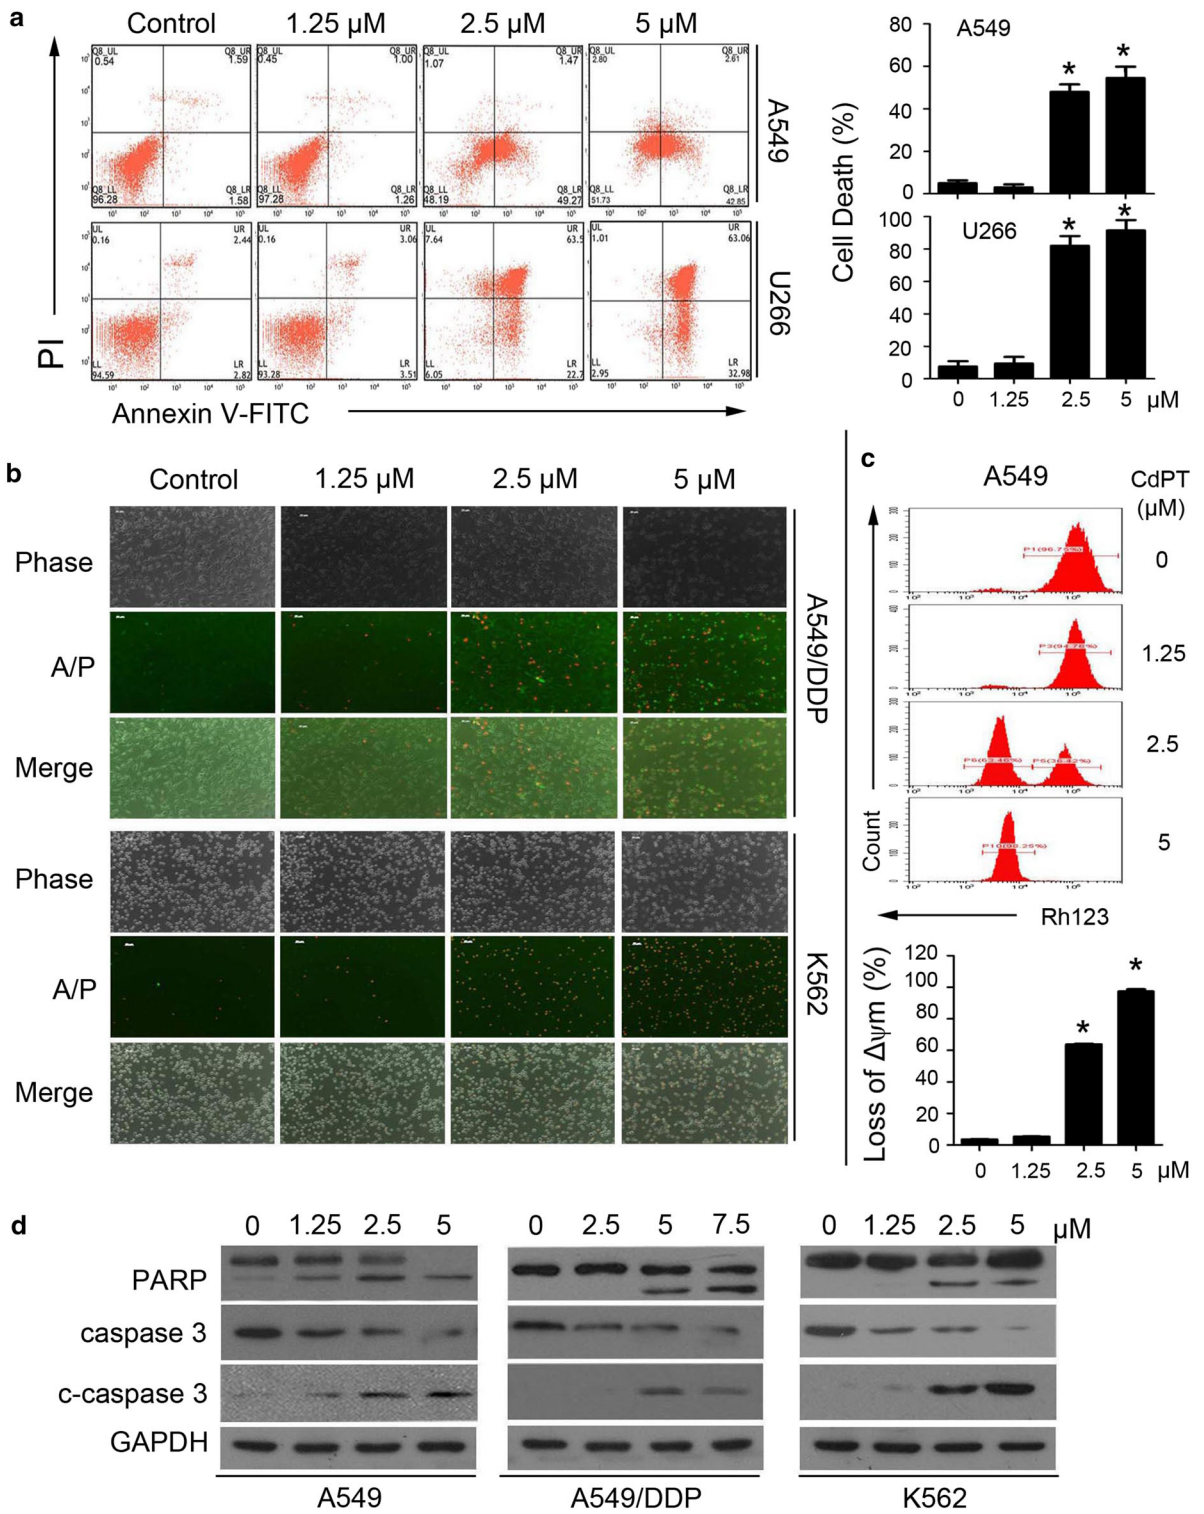 a
Control 1.25 µM 2.5 µM 5 µM
Q8_UL Q8_UR Q8_UL Q8_UR Q8_UL Q8_UR Q8_UL Q8_UR
0.54 1.59 0.45 1.00 1.07 1.47 2.80 2.61
Q8_LL Q8_LR Q8_LL Q8_LR Q8_LL Q8_LR Q8_LL Q8_LR
96.28 1.58 97.28 1.26 48.19 49.27 51.73 42.85
A549
UL UR UL UR UL UR UL UR
0.16 2.44 0.16 3.06 7.64 63.5 1.01 63.06
LL LR LL LR LL LR LL LR
94.59 2.82 93.28 3.51 6.05 22.7 2.95 32.98
U266
PI
Annexin V-FITC
Cell Death (%)
A549
80
60
40
20
0
* *
U266
100
80
60
40
20
0
* *
0 1.25 2.5 5 µM
b
Control 1.25 µM 2.5 µM 5 µM
Phase
A/P
Merge
A549/DDP
Phase
A/P
Merge
K562
c
A549
CdPT
(µM)
0
1.25
2.5
5
Count
Rh123
Loss of Δψm (%)
120
100
80
60
40
20
0
* *
0 1.25 2.5 5 µM
d
0 1.25 2.5 5 0 2.5 5 7.5 0 1.25 2.5 5 µM
PARP
caspase 3
c-caspase 3
GAPDH
A549 A549/DDP K562